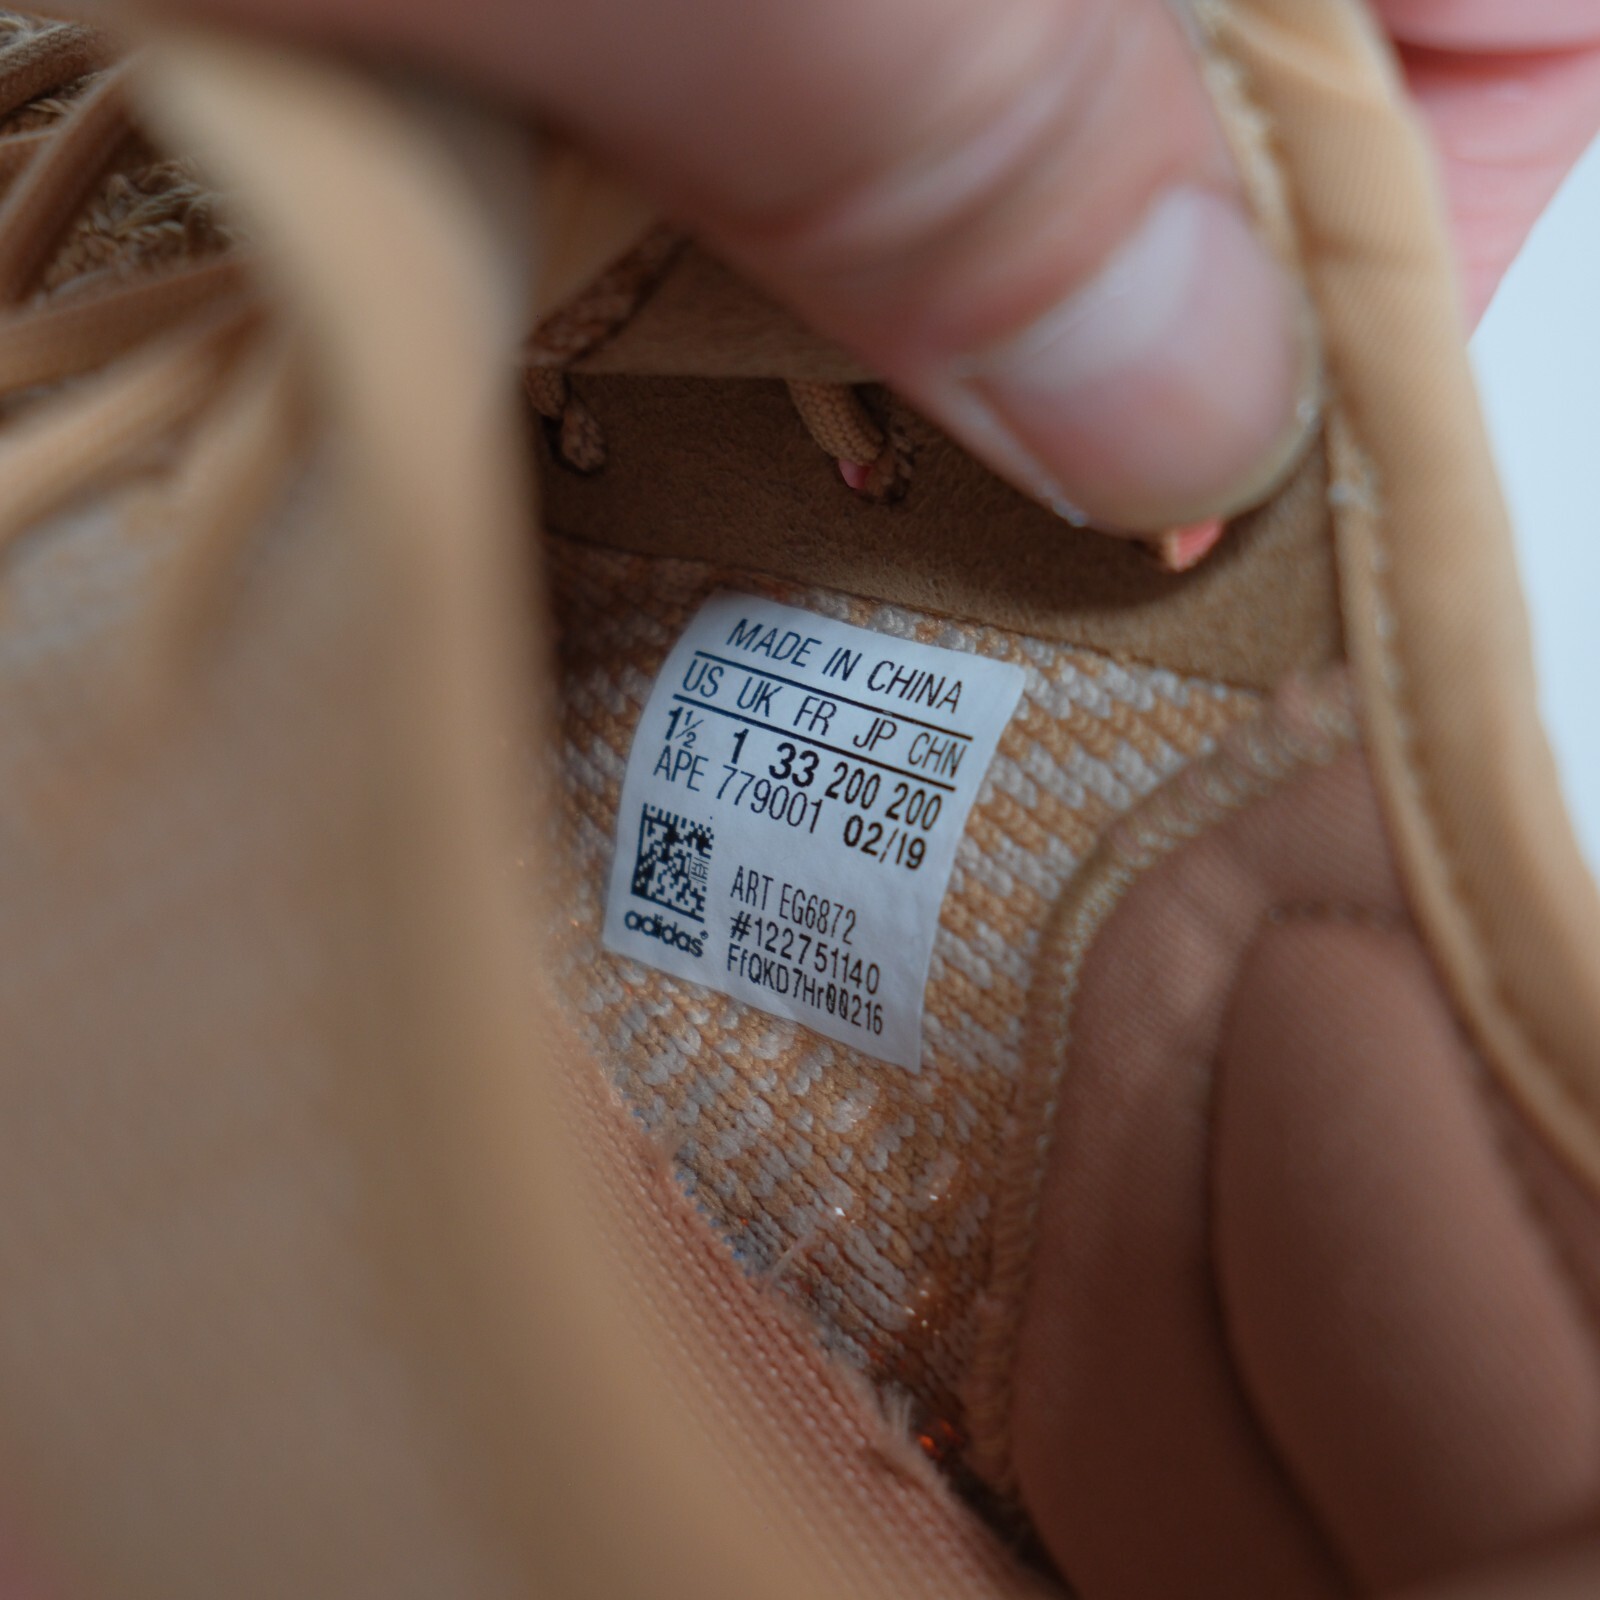 MADE IN CHINA
US UK FR JP CHN
1½ 1 33 200 200
APE 779001 02/19
ART EG6872
#122751140
FfQKD7Hr00216
adidas®